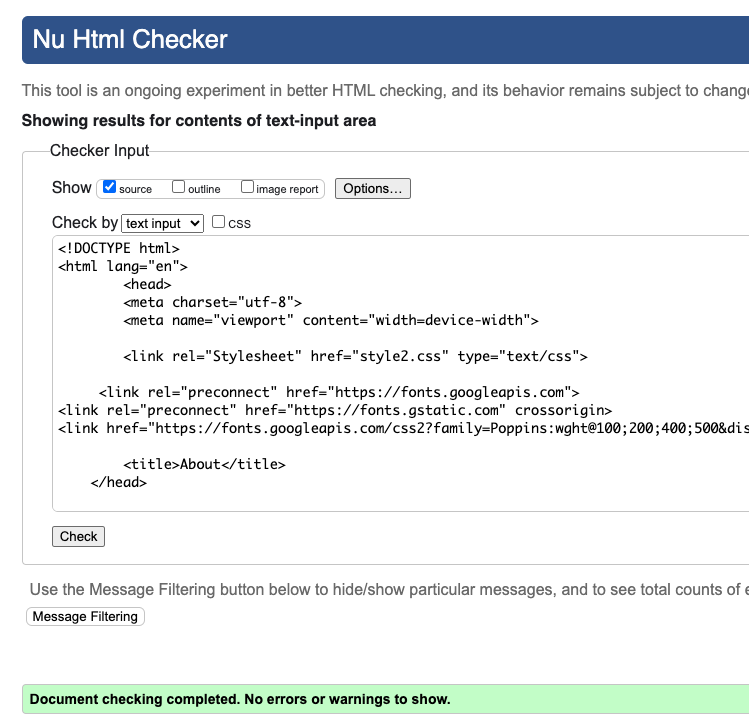 Nu Html Checker
This tool is an ongoing experiment in better HTML checking, and its behavior remains subject to change
Showing results for contents of text-input area
Checker Input
Show source outline image report Options...
Check by text input CSS
<!DOCTYPE html>
<html lang="en">
<head>
<meta charset="utf-8">
<meta name="viewport" content="width=device-width">
<link rel="Stylesheet" href="style2.css" type="text/css">
<link rel="preconnect" href="https://fonts.googleapis.com">
<link rel="preconnect" href="https://fonts.gstatic.com" crossorigin>
<link href="https://fonts.googleapis.com/css2?family=Poppins:wght@100;200;400;500&dis
<title>About</title>
</head>
Check
Use the Message Filtering button below to hide/show particular messages, and to see total counts of e
Message Filtering
Document checking completed. No errors or warnings to show.